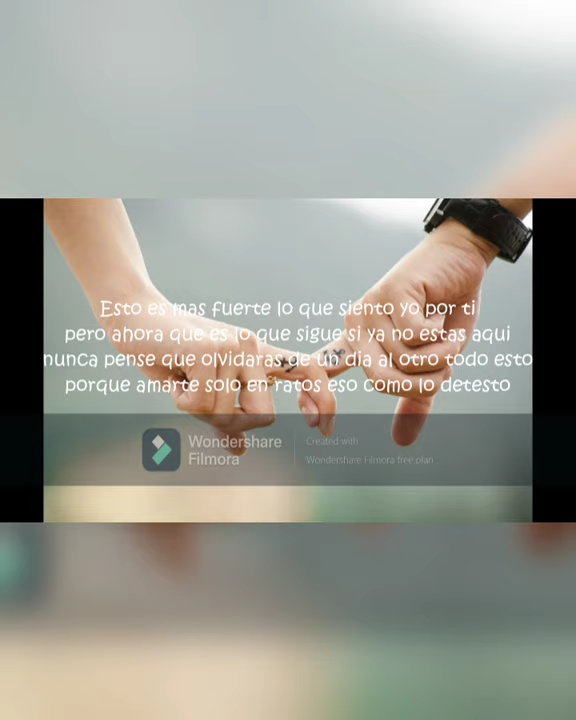 Esto es mas fuerte lo que siento yo por ti
pero ahora que es lo que sigue si ya no estas aqui
nunca pense que olvidaras de un dia al otro todo esto
porque amarte solo en ratos eso como lo detesto
Wondershare
Filmora
Created with
Wondershare Filmora free plan